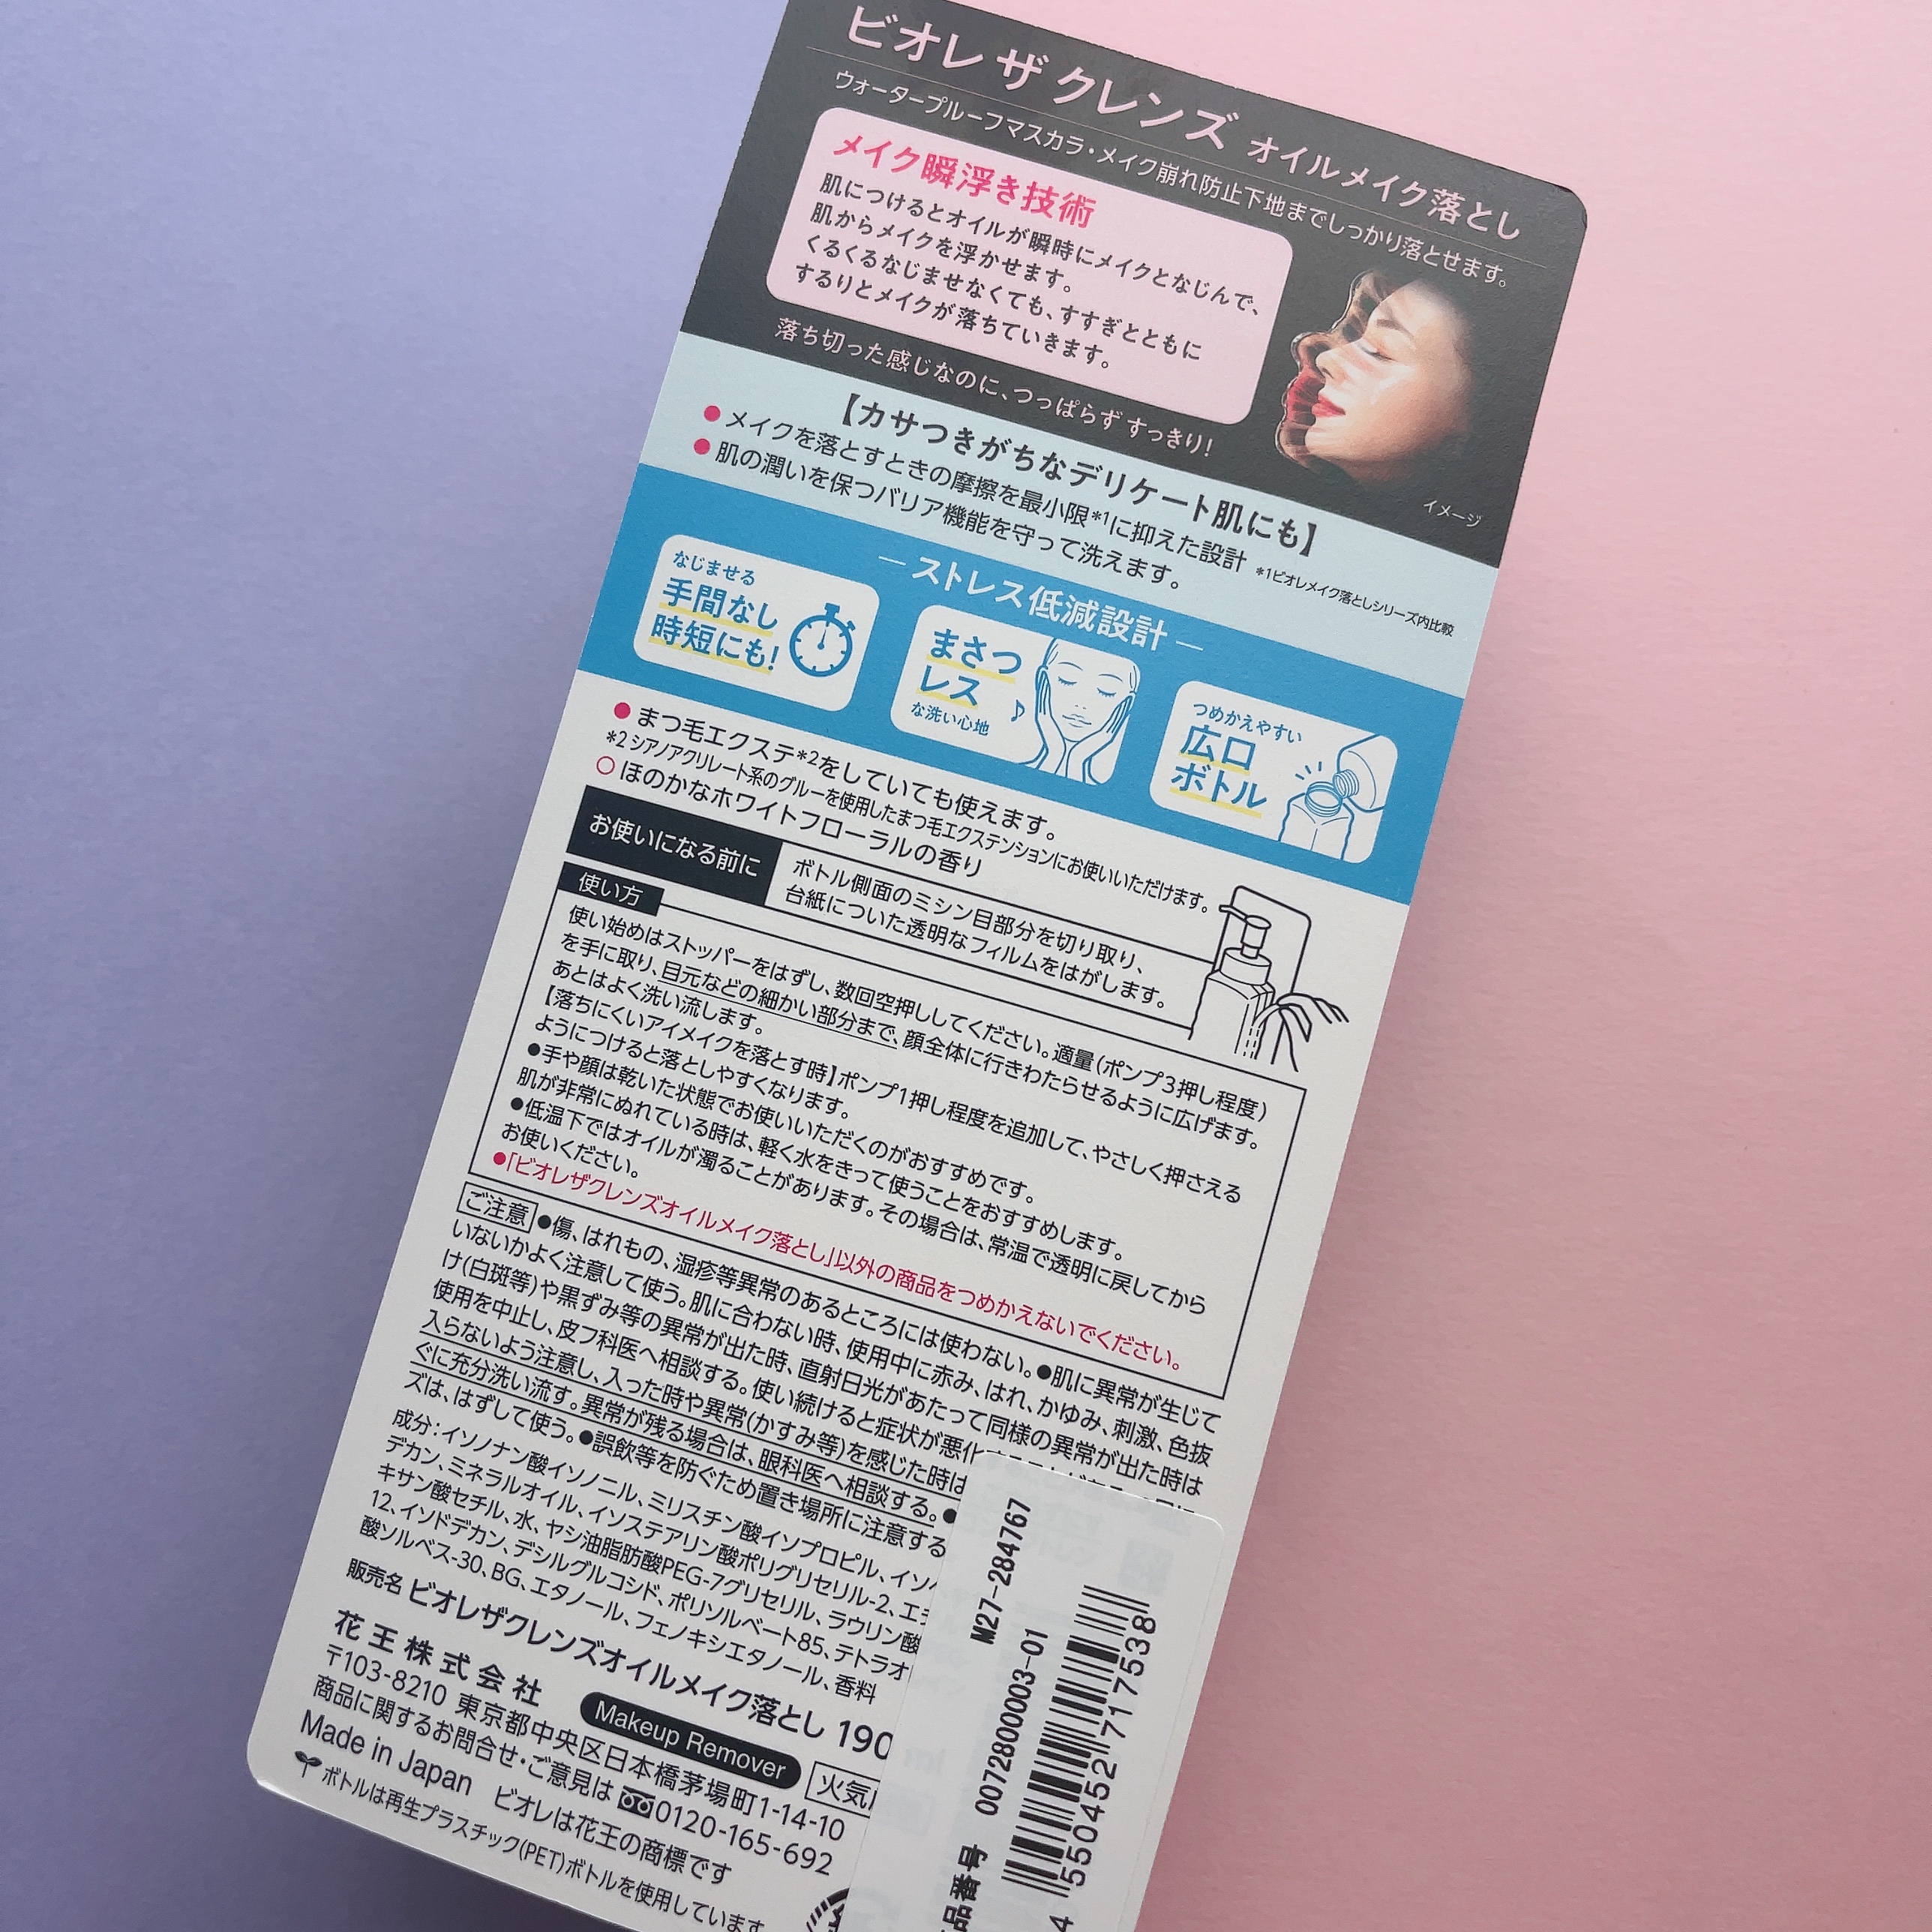 ビオレ ザ クレンズ オイルメイク落とし
ウォータープルーフマスカラ・メイク崩れ防止下地までしっかり落とせます。
メイク瞬浮き技術
肌につけるとオイルが瞬時にメイクとなじんで、
肌からメイクを浮かせます。
くるくるなじませなくても、すすぎとともに
するりとメイクが落ちていきます。
落ち切った感じなのに、つっぱらず すっきり!
イメージ
【カサつきがちなデリケート肌にも】
●メイクを落とすときの摩擦を最小限*1に抑えた設計 *1ビオレメイク落としシリーズ内比較
●肌の潤いを保つバリア機能を守って洗えます。
ストレス低減設計
なじませる
手間なし
時短にも!
まさつ
レス
な洗い心地
つめかえやすい
広口
ボトル
●まつ毛エクステ*2をしていても使えます。
*2 シアノアクリレート系のグルーを使用したまつ毛エクステンションにお使いいただけます。
○ほのかなホワイトフローラルの香り
お使いになる前に
ボトル側面のミシン目部分を切り取り、
台紙についた透明なフィルムをはがします。
使い方
使い始めはストッパーをはずし、数回空押ししてください。適量(ポンプ3押し程度)
を手に取り、目元などの細かい部分まで、顔全体に行きわたらせるように広げます。
あとはよく洗い流します。
【落ちにくいアイメイクを落とす時】ポンプ1押し程度を追加して、やさしく押さえる
ようにつけると落としやすくなります。
●手や顔は乾いた状態でお使いいただくのがおすすめです。
肌が非常にぬれている時は、軽く水をきって使うことをおすすめします。
●低温下ではオイルが濁ることがあります。その場合は、常温で透明に戻してから
お使いください。
●「ビオレザクレンズオイルメイク落とし」以外の商品をつめかえないでください。
ご注意 ●傷、はれもの、湿疹等異常のあるところには使わない。●肌に異常が生じて
いないかよく注意して使う。肌に合わない時、使用中に赤み、はれ、かゆみ、刺激、色抜
け(白斑等)や黒ずみ等の異常が出た時、直射日光があたって同様の異常が出た時は
使用を中止し、皮フ科医へ相談する。使い続けると症状が悪化
入らないよう注意し、入った時や異常(かすみ等)を感じた時は
ぐに充分洗い流す。異常が残る場合は、眼科医へ相談する。●
ズは、はずして使う。●誤飲等を防ぐため置き場所に注意する
成分:イソノナン酸イソノニル、ミリスチン酸イソプロピル、イソ
デカン、ミネラルオイル、イソステアリン酸ポリグリセリル-2、エ
キサン酸セチル、水、ヤシ油脂肪酸PEG-7グリセリル、ラウリン酸
12、イソドデカン、デシルグルコシド、ポリソルベート85、テトラオ
酸ソルベス-30、BG、エタノール、フェノキシエタノール、香料
販売名 ビオレザクレンズオイルメイク落とし 190
花王株式会社 Makeup Remover 火気
〒103-8210 東京都中央区日本橋茅場町1-14-10
商品に関するお問合せ・ご意見は 0120-165-692
Made in Japan ビオレは花王の商標です
ボトルは再生プラスチック(PET)ボトルを使用しています
M27-284767
品番号 0072800003-01
4 550452 717538